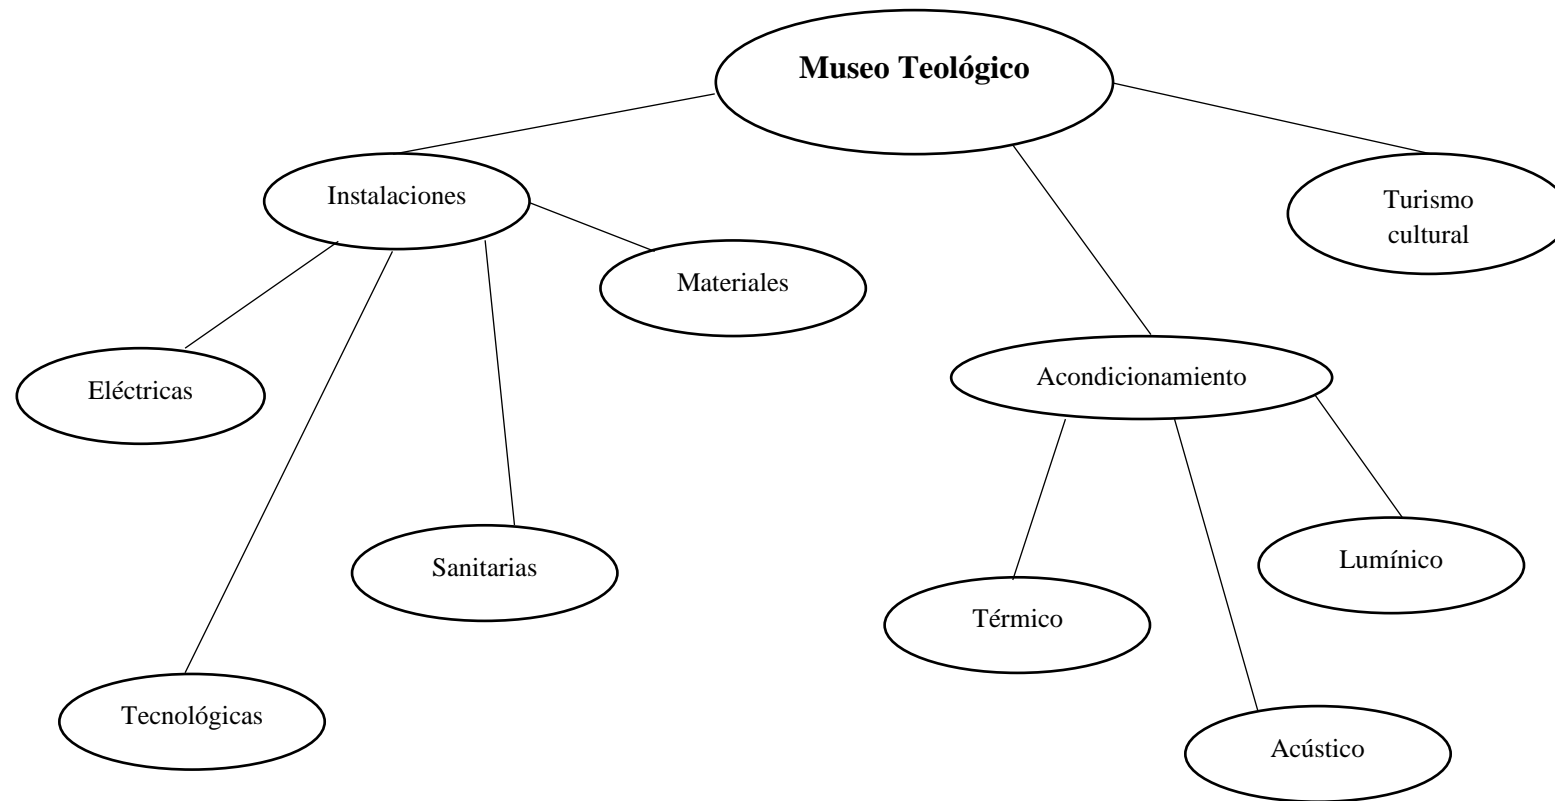 Museo Teológico
Instalaciones
Turismo
cultural
Materiales
Acondicionamiento
Eléctricas
Lumínico
Sanitarias
Térmico
Tecnológicas
Acústico